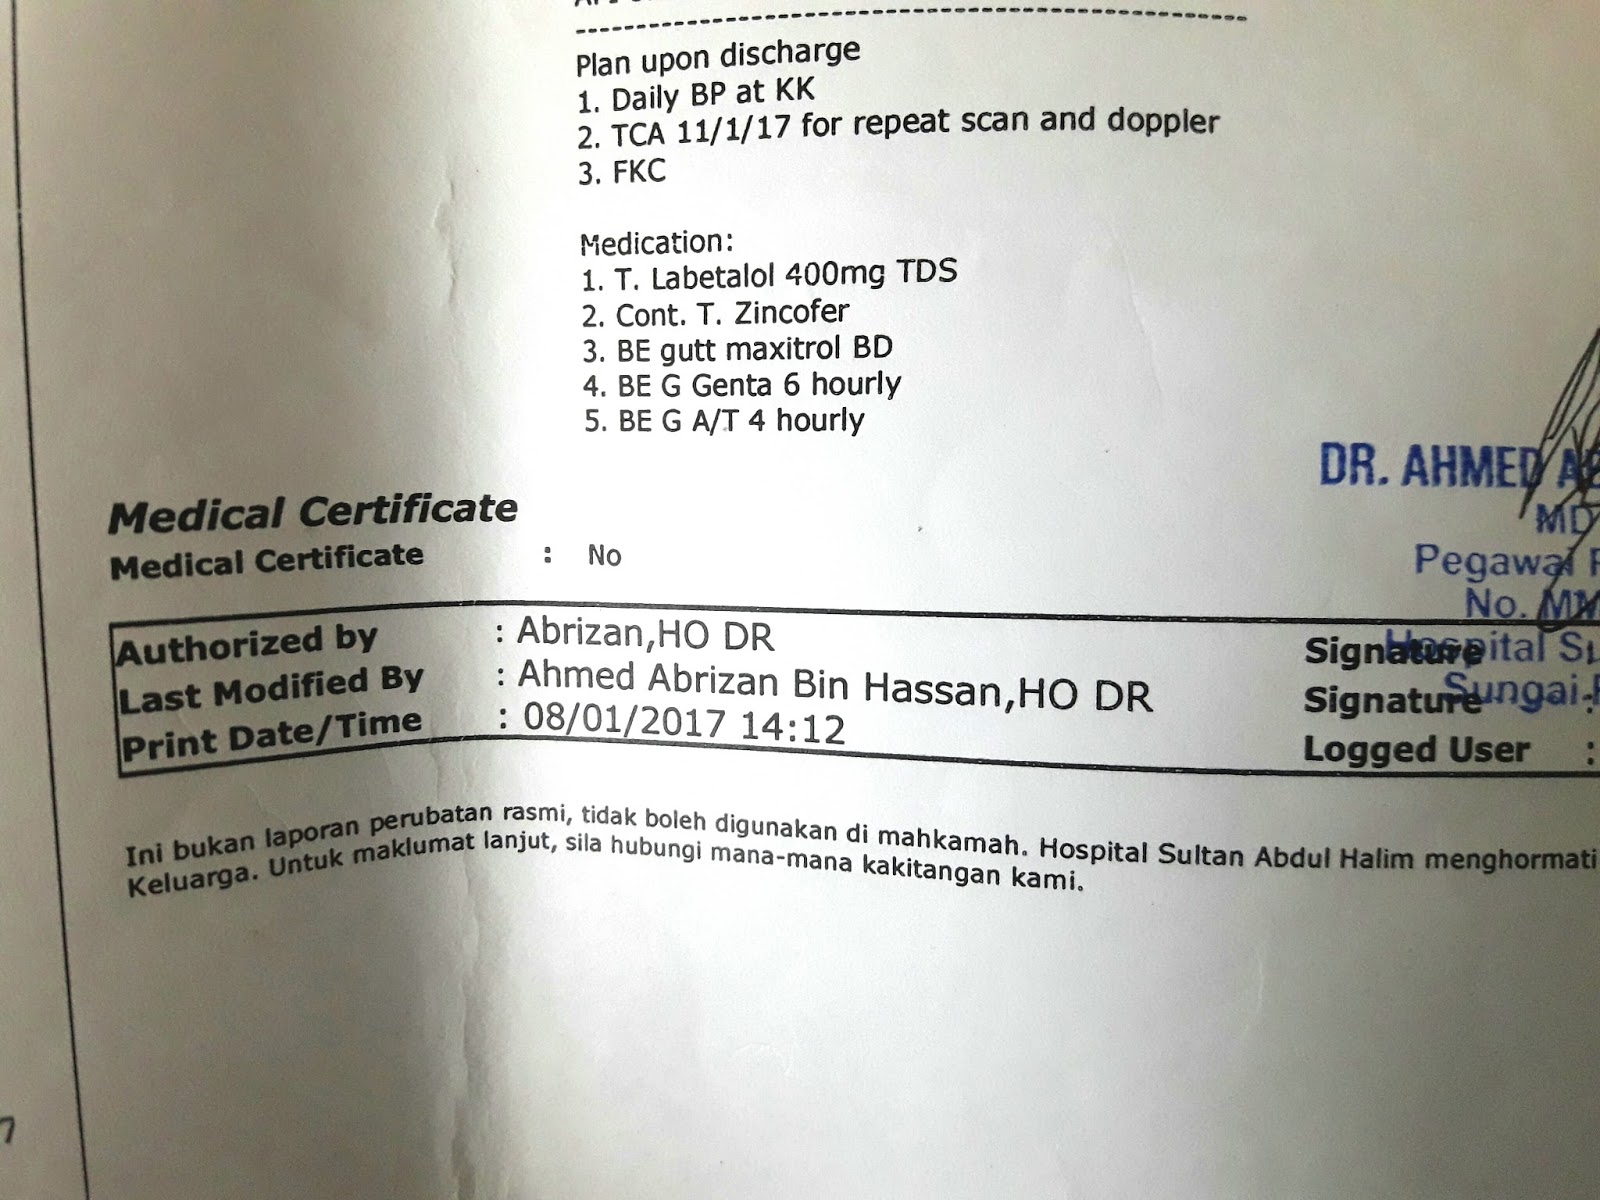 Plan upon discharge
1. Daily BP at KK
2. TCA 11/1/17 for repeat scan and doppler
3. FKC
Medication:
1. T. Labetalol 400mg TDS
2. Cont. T. Zincofer
3. BE gutt maxitrol BD
4. BE G Genta 6 hourly
5. BE G A/T 4 hourly
DR. AHMED
MD
Pegawai
No.
Hospital
Sungai
Medical Certificate
Medical Certificate : No
Authorized by : Abrizan,HO DR Signature
Last Modified By : Ahmed Abrizan Bin Hassan,HO DR Signature :
Print Date/Time : 08/01/2017 14:12 Logged User :
Ini bukan laporan perubatan rasmi, tidak boleh digunakan di mahkamah. Hospital Sultan Abdul Halim menghormati
Keluarga. Untuk maklumat lanjut, sila hubungi mana-mana kakitangan kami.